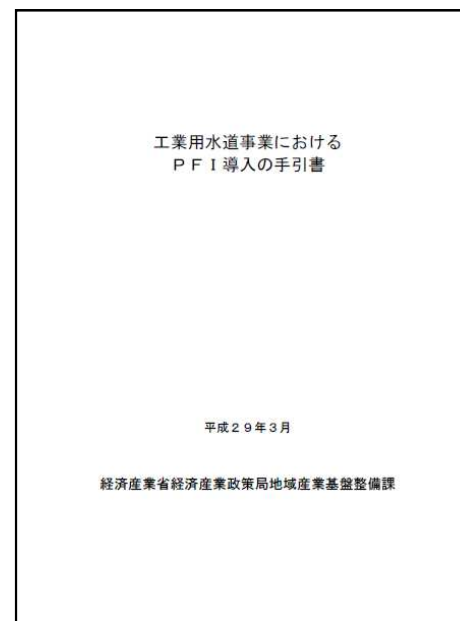 工業用水道事業における
ＰＦＩ導入の手引書
平成２９年３月
経済産業省経済産業政策局地域産業基盤整備課